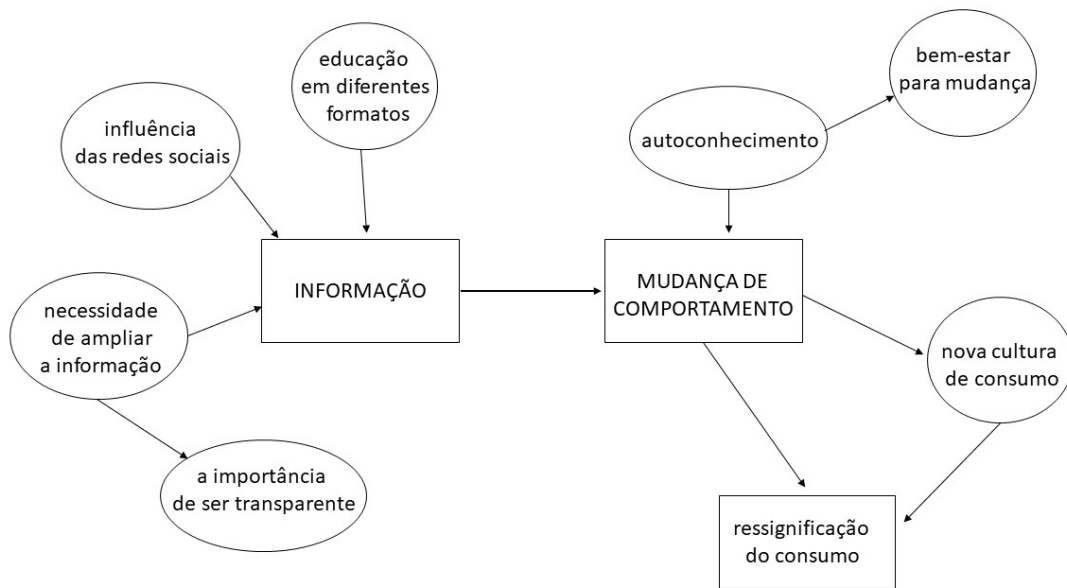 educação
em diferentes
formatos
bem-estar
para mudança
influência
das redes sociais
autoconhecimento
INFORMAÇÃO
MUDANÇA DE
COMPORTAMENTO
necessidade
de ampliar
a informação
nova cultura
de consumo
a importância
de ser transparente
ressignificação
do consumo